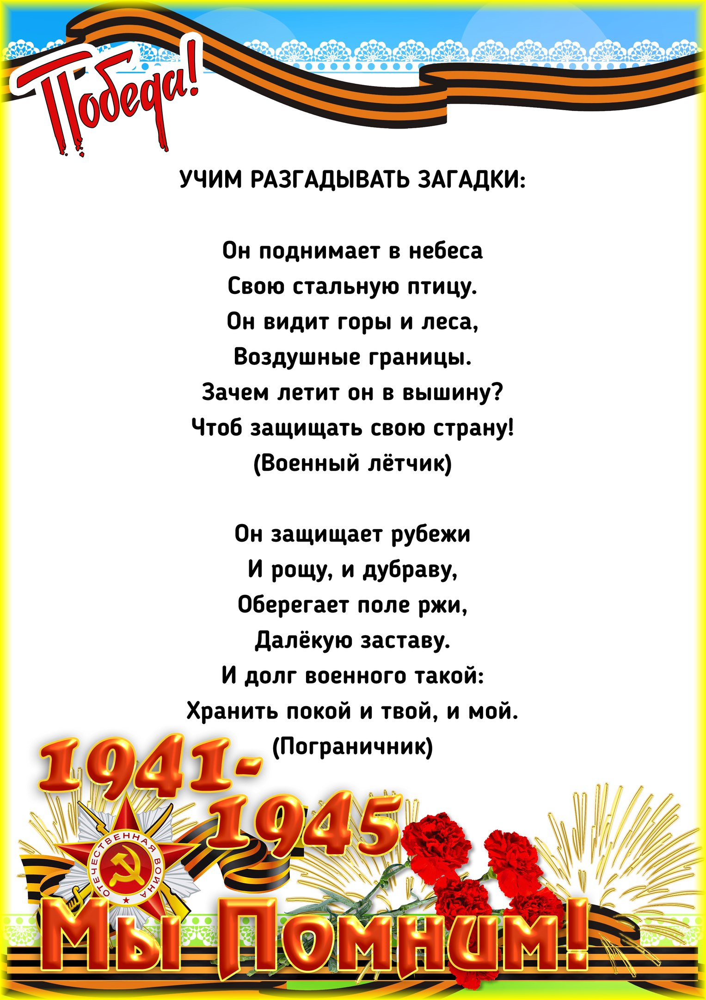 Победа!
УЧИМ РАЗГАДЫВАТЬ ЗАГАДКИ:
Он поднимает в небеса
Свою стальную птицу.
Он видит горы и леса,
Воздушные границы.
Зачем летит он в вышину?
Чтоб защищать свою страну!
(Военный лётчик)
Он защищает рубежи
И рощу, и дубраву,
Оберегает поле ржи,
Далёкую заставу.
И долг военного такой:
Хранить покой и твой, и мой.
(Пограничник)
1941-
1945
ОТЕЧЕСТВЕННАЯ ВОЙНА
Мы Помним!